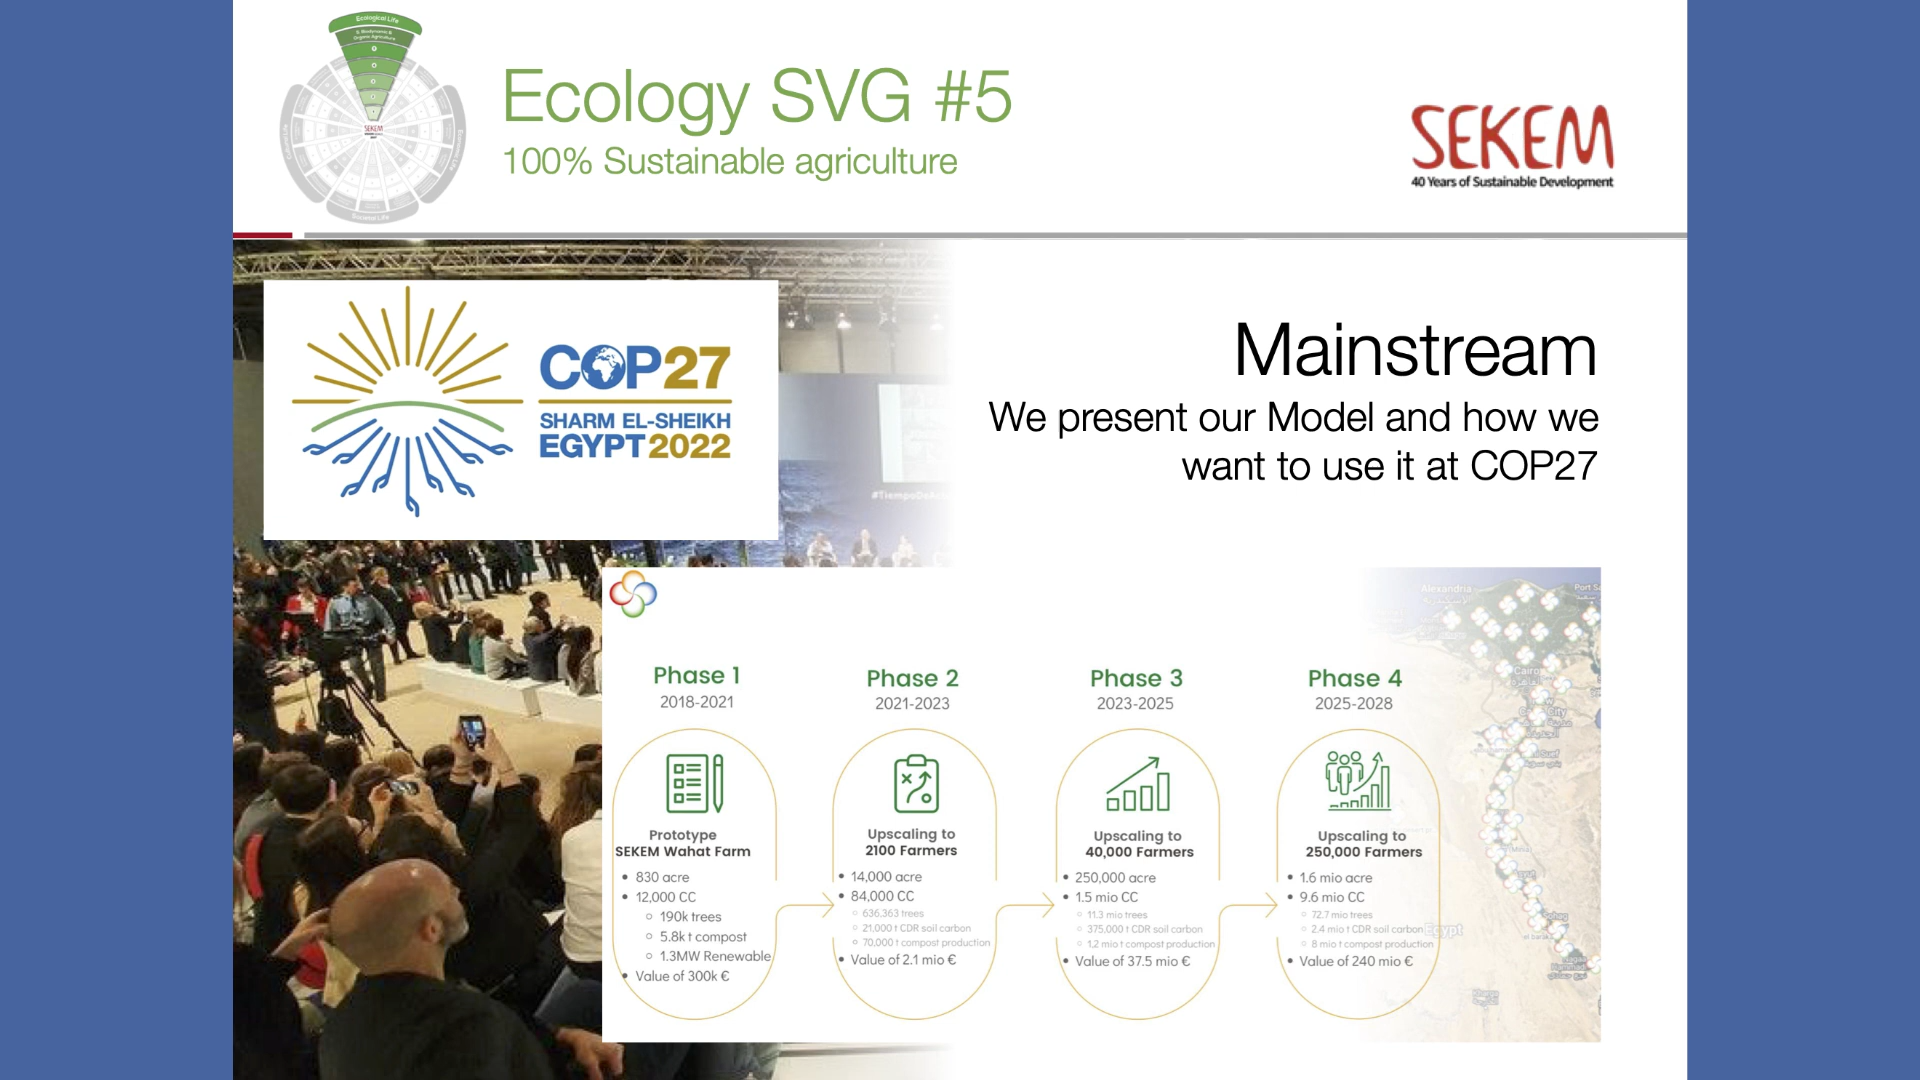 Ecological Life
Organic Agriculture
SEKEM
Societal Life
Ecology SVG #5
100% Sustainable agriculture
SEKEM
40 Years of Sustainable Development
COP27
SHARM EL-SHEIKH
EGYPT 2022
Mainstream
We present our Model and how we
want to use it at COP27
Phase 1
2018-2021
Prototype
SEKEM Wahat Farm
• 830 acre
• 12,000 CC
○ 190k trees
○ 5.8k t compost
○ 1.3MW Renewable
• Value of 300k €
Phase 2
2021-2023
Upscaling to
2100 Farmers
• 14,000 acre
• 84,000 CC
○ 636.363 trees
○ 21,000 t CDR soil carbon
○ 70,000 t compost production
• Value of 2.1 mio €
Phase 3
2023-2025
Upscaling to
40,000 Farmers
• 250,000 acre
• 1.5 mio CC
○ 11.3 mio trees
○ 375,000 t CDR soil carbon
○ 1,2 mio t compost production
• Value of 37.5 mio €
Phase 4
2025-2028
Upscaling to
250,000 Farmers
• 1.6 mio acre
• 9.6 mio CC
○ 72.7 mio trees
○ 2.4 mio t CDR soil carbon
○ 8 mio t compost production
• Value of 240 mio €
Alexandria
Port
Cairo
Egypt